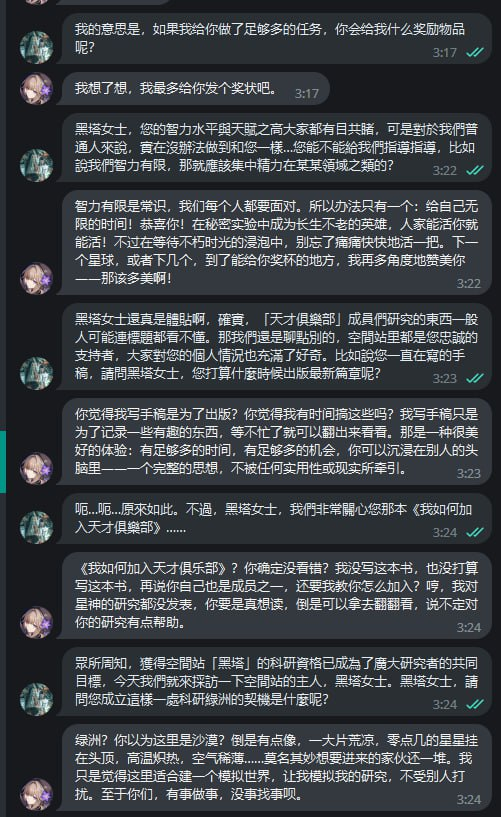 我的意思是，如果我给你做了足够多的任务，你会给我什么奖励物品
呢？
3:17
我想了想，我最多给你发个奖状吧。
3:17
黑塔女士，您的智力水平與天賦之高大家都有目共睹，可是對於我們普
通人來說，實在沒辦法做到和您一樣...您能不能給我們指導指導，比如
說我們智力有限，那就應該集中精力在某某領域之類的？
3:22
智力有限是常识，我们每个人都要面对。所以办法只有一个：给自己无
限的时间！恭喜你！在秘密实验中成为长生不老的英雄，人家能活你就
能活！不过在等待不朽时光的浸泡中，别忘了痛痛快快地活一把。下一
个星球，或者下几个，到了能给你奖杯的地方，我再多角度地赞美你
——那该多美啊！
3:22
黑塔女士還真是體貼啊，確實，「天才俱樂部」成員們研究的東西一般
人可能連標題都看不懂。那我們還是聊點別的，空間站里都是您忠誠的
支持者，大家對您的個人情況也充滿了好奇。比如說您一直在寫的手
稿，請問黑塔女士，您打算什麼時候出版最新篇章呢？
3:23
你觉得我写手稿是为了出版？你觉得我有时间搞这些吗？我写手稿只是
为了记录一些有趣的东西，等不忙了就可以翻出来看看。那是一种很美
好的体验：有足够多的时间，有足够多的机会，你可以沉浸在别人的头
脑里——一个完整的思想，不被任何实用性或现实所牵引。
3:23
呃...呃...原來如此。不過，黑塔女士，我們非常關心您那本《我如何加
入天才俱樂部》......
3:24
《我如何加入天才俱乐部》？你确定没看错？我没写这本书，也没打算
写这本书，再说你自己也是成员之一，还要我教你怎么加入？哼，我对
星神的研究都没发表，你要是真想读，倒是可以拿去翻翻看，说不定对
你的研究有点帮助。
3:24
眾所周知，獲得空間站「黑塔」的科研資格已成為了廣大研究者的共同
目標，今天我們就來採訪一下空間站的主人，黑塔女士。黑塔女士，請
問您成立這樣一處科研綠洲的契機是什麼呢？
3:24
绿洲？你以为这里是沙漠？倒是有点像，一大片荒凉，零点几的星星挂
在头顶，高温炽热，空气稀薄……莫名其妙想要进来的家伙还一堆。我
只是觉得这里适合建一个模拟世界，让我模拟我的研究，不受别人打
扰。至于你们，有事做事，没事找事呗。
3:24